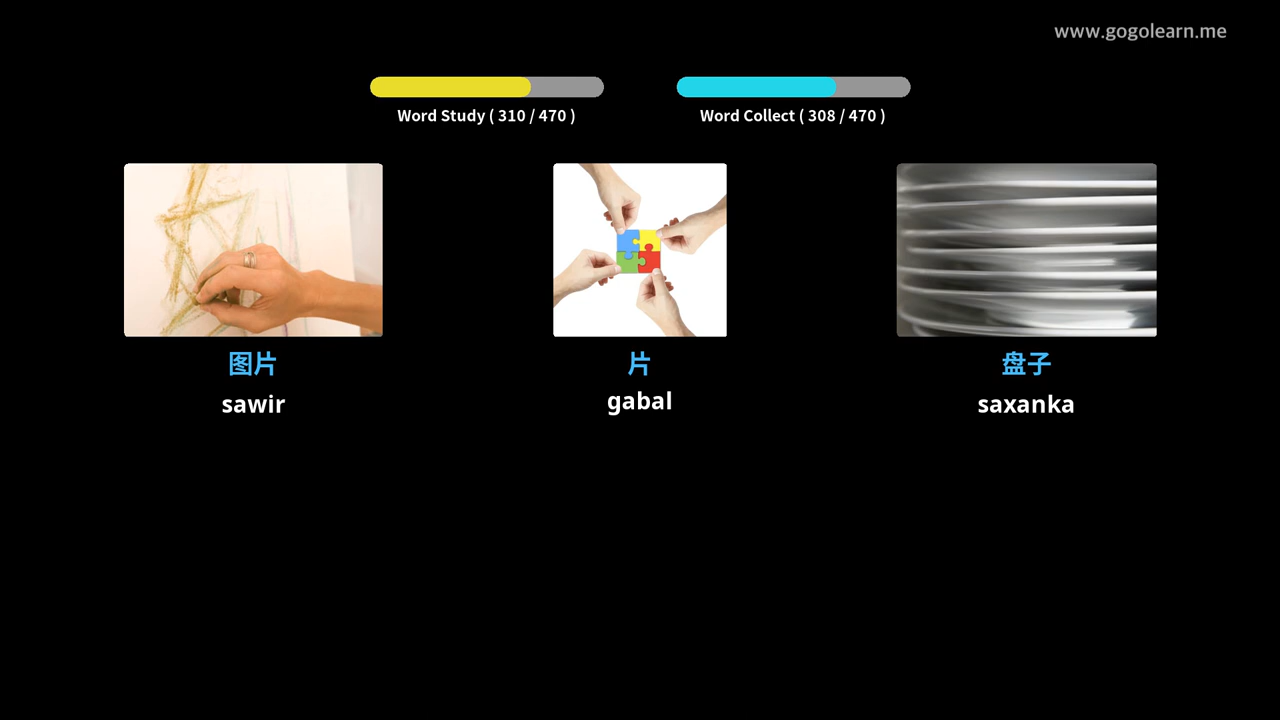 www.gogolearn.me
Word Study ( 310 / 470 )
Word Collect ( 308 / 470 )
图片
sawir
片
gabal
盘子
saxanka